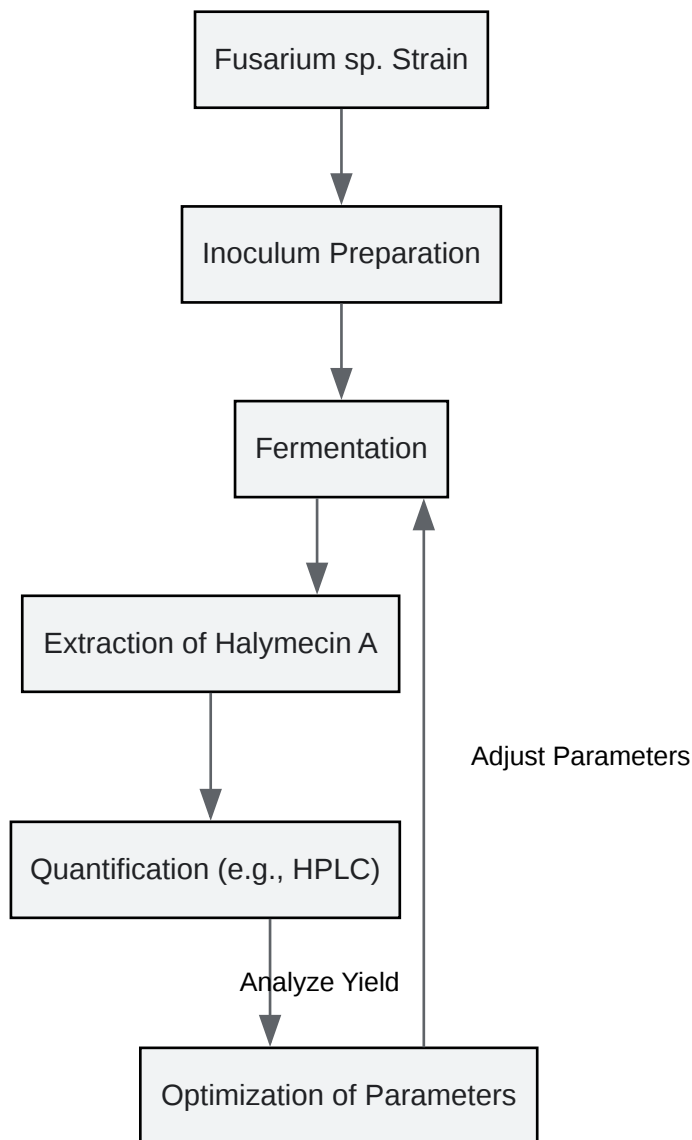 Fusarium sp. Strain
Inoculum Preparation
Fermentation
Extraction of Halymecin A
Adjust Parameters
Quantification (e.g., HPLC)
Analyze Yield
Optimization of Parameters